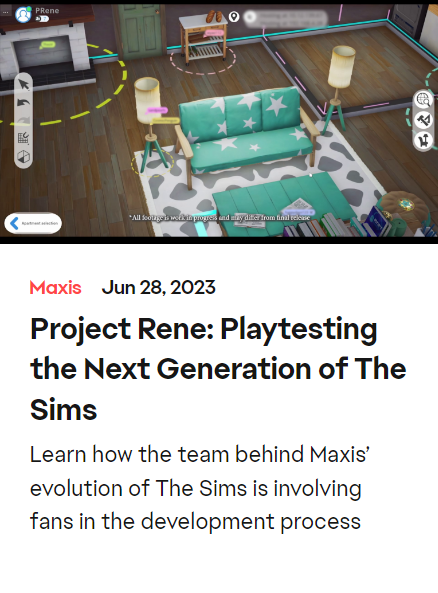 PRene
Apartment selection
*All footage is work in progress and may differ from final release
Maxis Jun 28, 2023
Project Rene: Playtesting
the Next Generation of The
Sims
Learn how the team behind Maxis’
evolution of The Sims is involving
fans in the development process